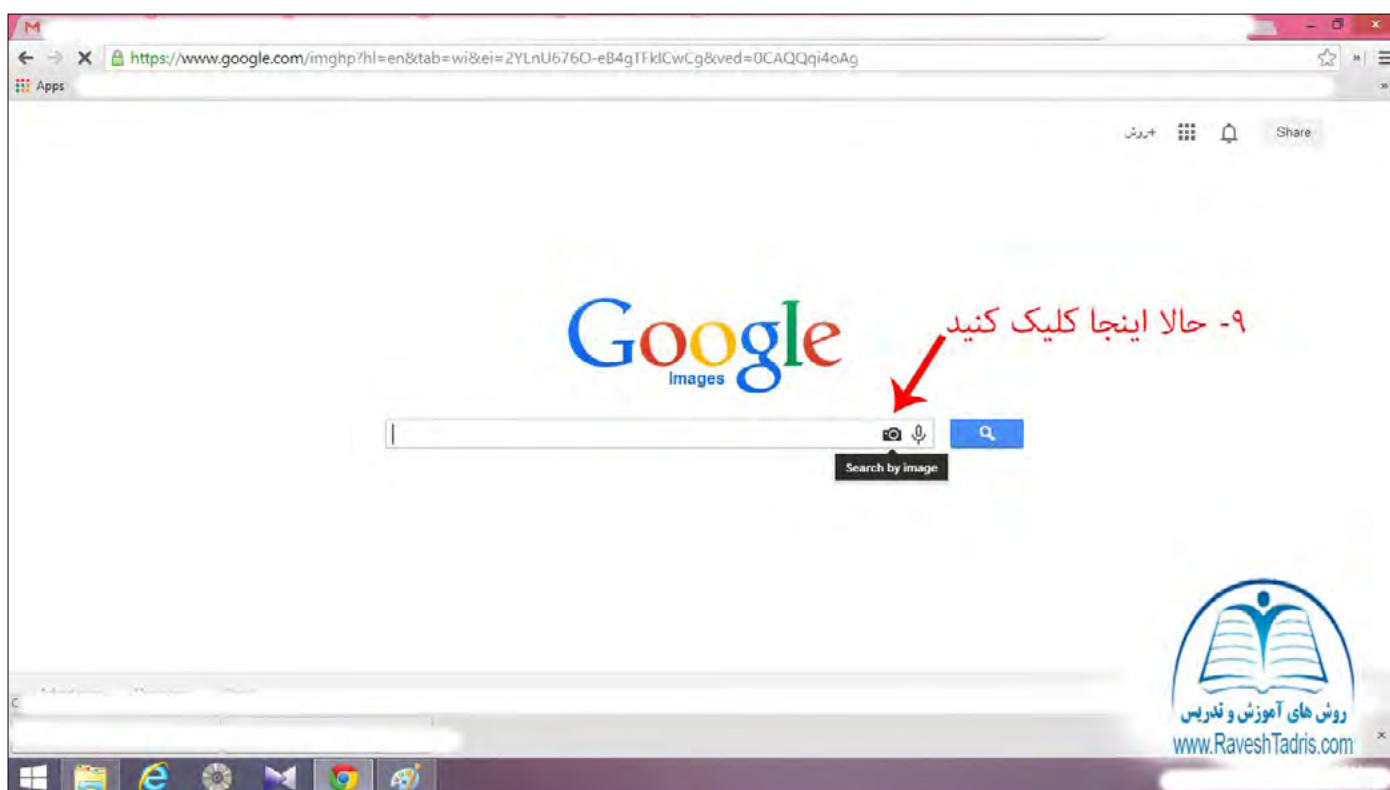 https://www.google.com/imghp?hl=en&tab=wi&ei=2YLnU676O-eB4gTFkICwCg&ved=0CAQQqi4oAg
Apps
+روش
Share
Google
Images
۹- حالا اینجا کلیک کنید
Search by image
روش های آموزش و تدریس
www.RaveshTadris.com